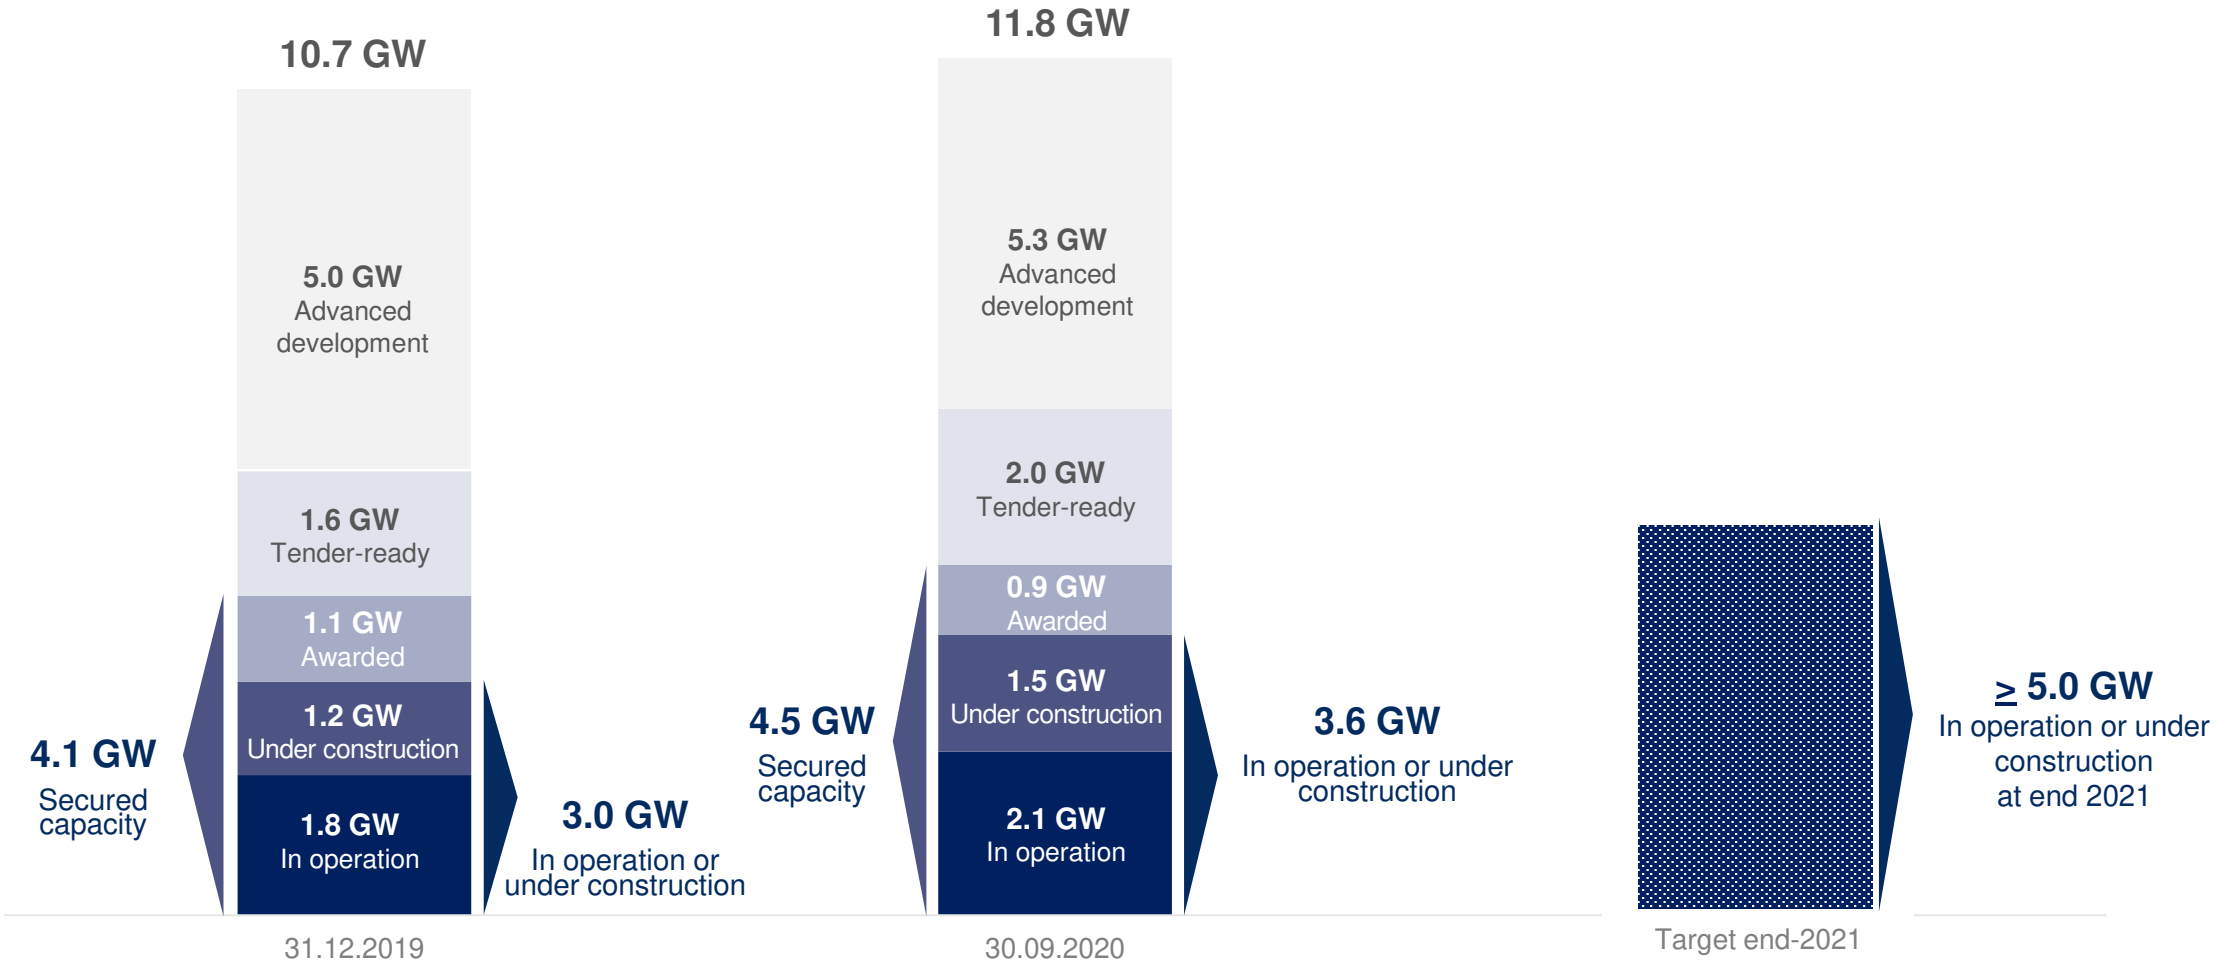 10.7 GW
5.0 GW
Advanced
development
1.6 GW
Tender-ready
1.1 GW
Awarded
1.2 GW
Under construction
1.8 GW
In operation
4.1 GW
Secured
capacity
3.0 GW
In operation or
under construction
31.12.2019
11.8 GW
5.3 GW
Advanced
development
2.0 GW
Tender-ready
0.9 GW
Awarded
1.5 GW
Under construction
2.1 GW
In operation
4.5 GW
Secured
capacity
3.6 GW
In operation or under
construction
30.09.2020
≥ 5.0 GW
In operation or under
construction
at end 2021
Target end-2021